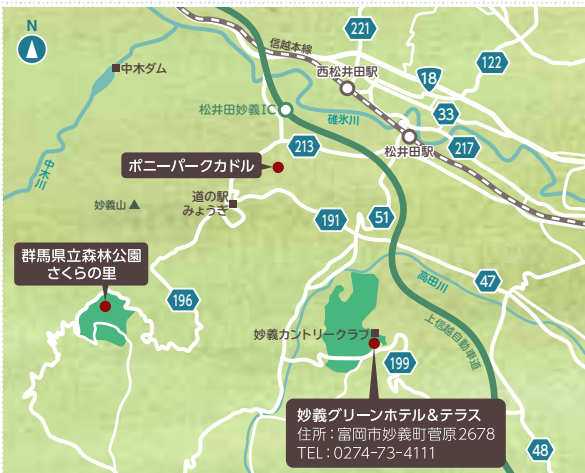 N
221
信越本線
122
西松井田駅
18
中木ダム
33
松井田妙義IC
碓氷川
213
松井田駅
217
ポニーパークカドル
中木川
道の駅
みょうぎ
妙義山
191
51
群馬県立森林公園
さくらの里
高田川
47
196
上信越自動車道
妙義カントリークラブ
199
妙義グリーンホテル&テラス
住所:富岡市妙義町菅原2678
TEL:0274-73-4111
48